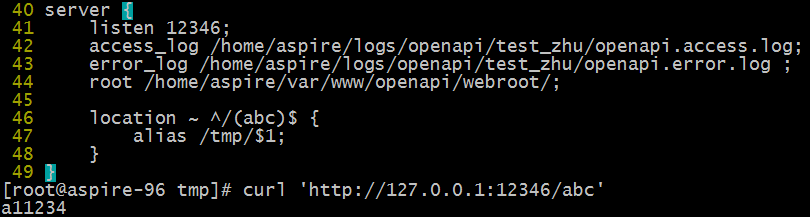 40 server {
41     listen 12346;
42     access_log /home/aspire/logs/openapi/test_zhu/openapi.access.log;
43     error_log /home/aspire/logs/openapi/test_zhu/openapi.error.log ;
44     root /home/aspire/var/www/openapi/webroot/;
45
46     location ~ ^/(abc)$ {
47         alias /tmp/$1;
48     }
49 }
[root@aspire-96 tmp]# curl 'http://127.0.0.1:12346/abc'
a11234